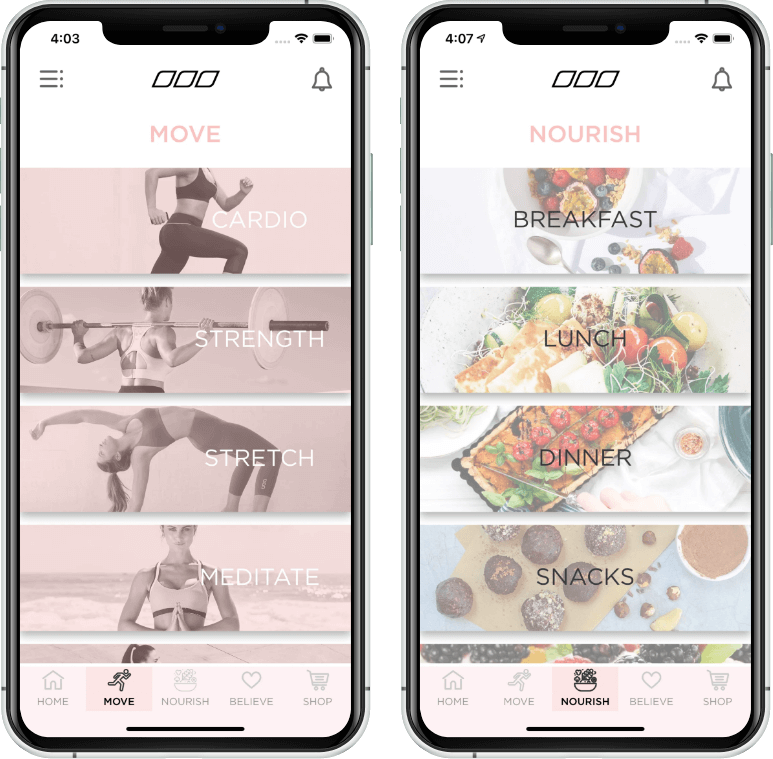 4:03
MOVE
CARDIO
STRENGTH
STRETCH
MEDITATE
HOME MOVE NOURISH BELIEVE SHOP
4:07
NOURISH
BREAKFAST
LUNCH
DINNER
SNACKS
HOME MOVE NOURISH BELIEVE SHOP